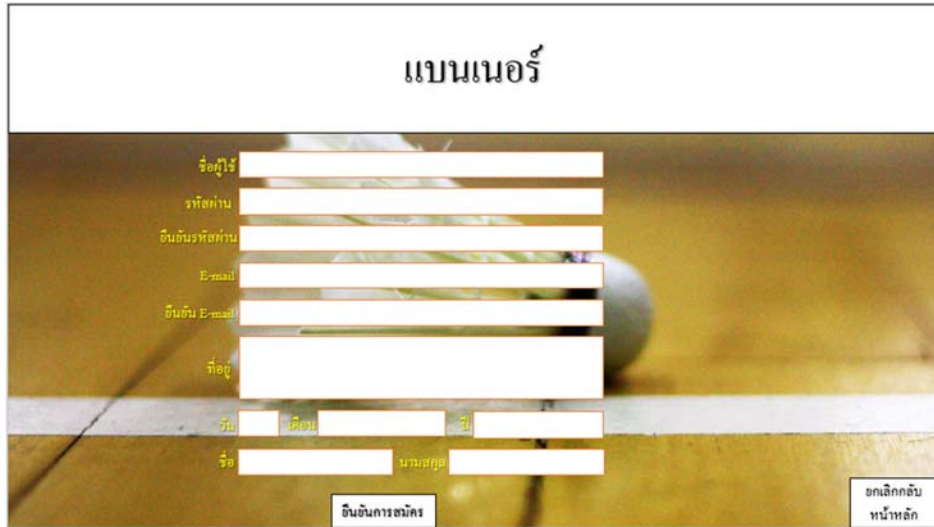 แบนเนอร์
ชื่อผู้ใช้
รหัสผ่าน
ยืนยันรหัสผ่าน
E-mail
ยืนยัน E-mail
ที่อยู่
วัน เดือน ปี
ชื่อ นามสกุล
ยืนยันการสมัคร
ยกเลิกกลับ
หน้าหลัก